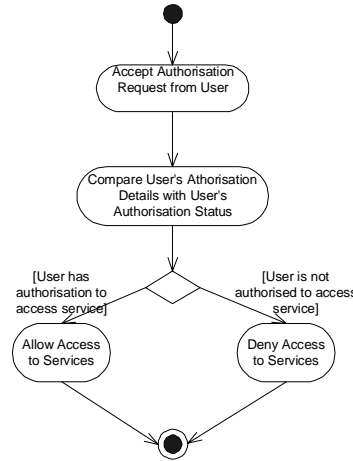 Accept Authorisation
Request from User
Compare User's Athorisation
Details with User's
Authorisation Status
[User has
authorisation to
access service]
[User is not
authorised to access
service]
Allow Access
to Services
Deny Access
to Services